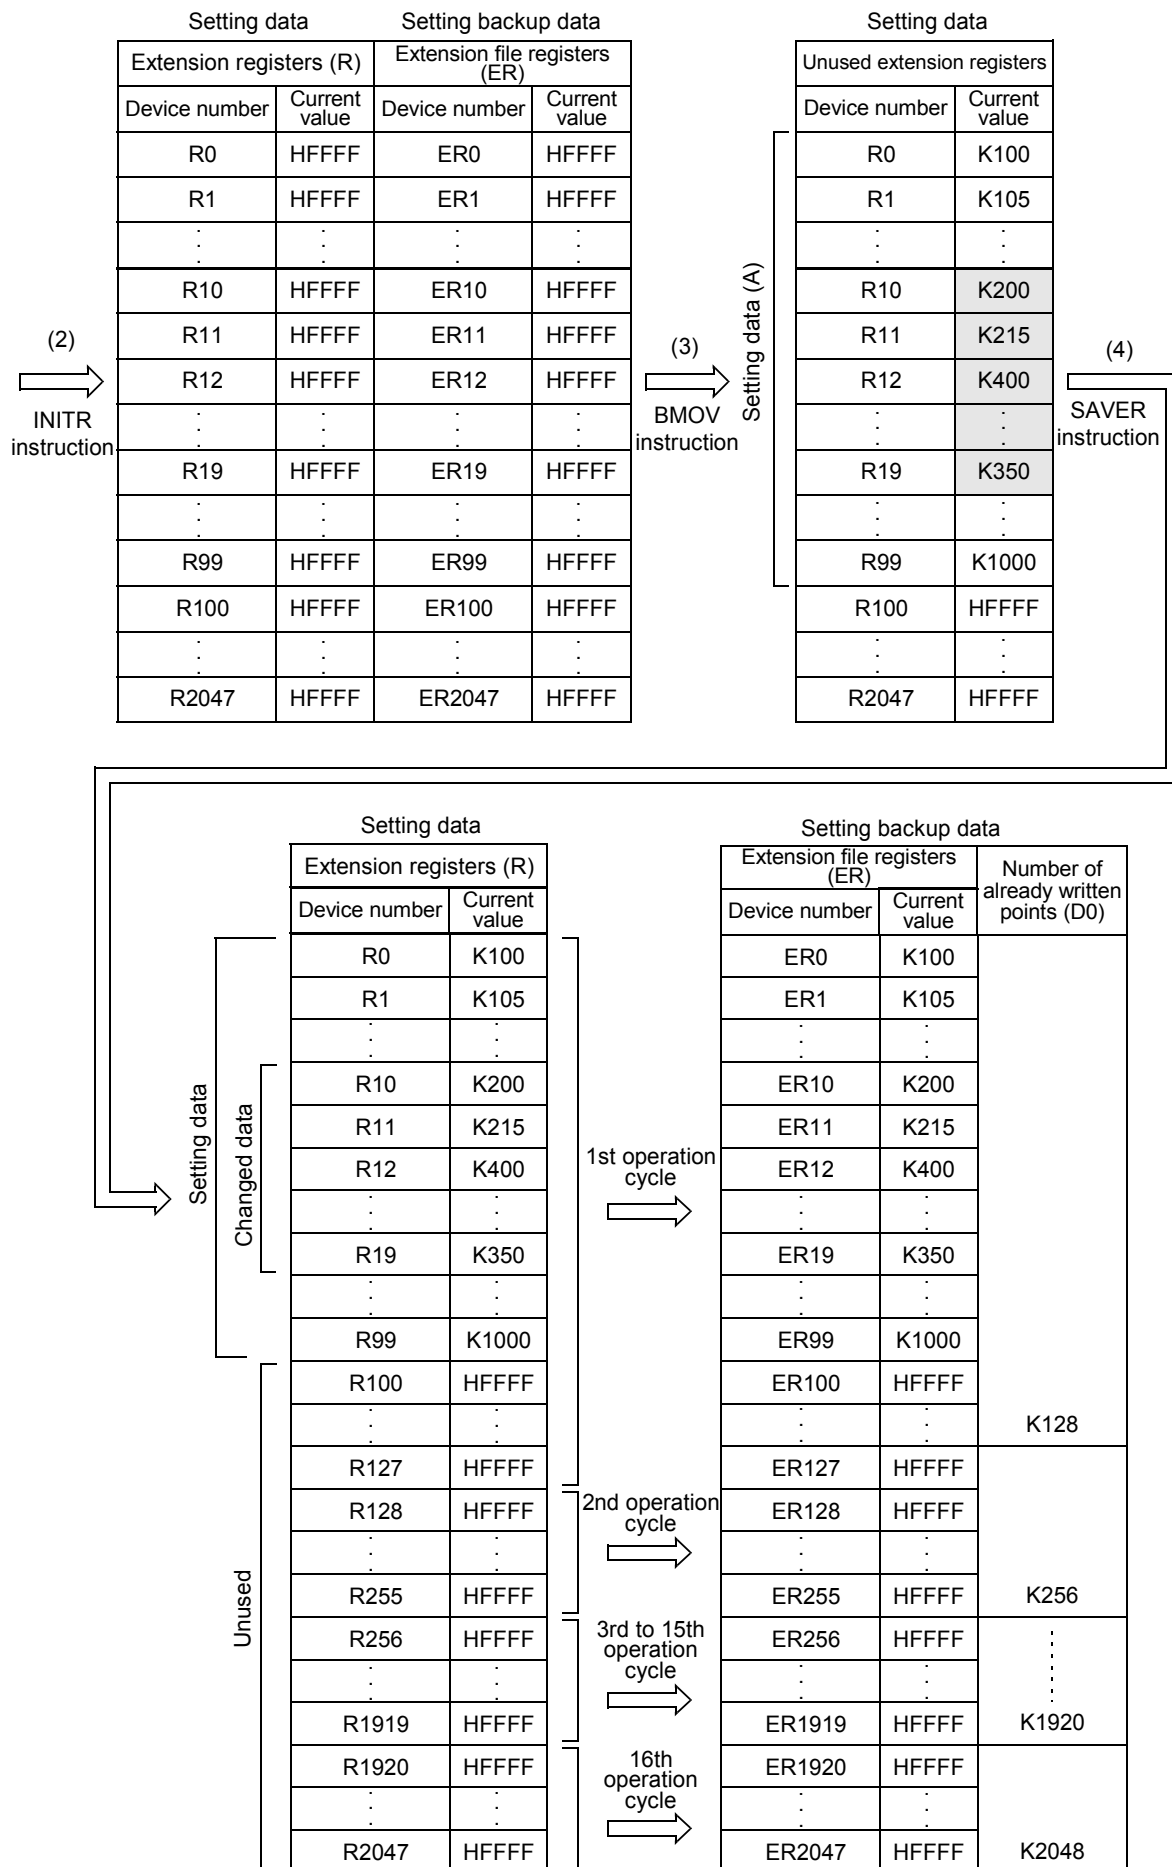 Setting data
Setting backup data
Setting data
Extension registers (R)
Extension file registers
(ER)
Unused extension registers
Device number
Current
value
Device number
Current
value
Device number
Current
value
R0 HFFFF ER0 HFFFF R0 K100
R1 HFFFF ER1 HFFFF R1 K105
R10 HFFFF ER10 HFFFF R10 K200
R11 HFFFF ER11 HFFFF R11 K215
R12 HFFFF ER12 HFFFF R12 K400
R19 HFFFF ER19 HFFFF R19 K350
R99 HFFFF ER99 HFFFF R99 K1000
R100 HFFFF ER100 HFFFF R100 HFFFF
R2047 HFFFF ER2047 HFFFF R2047 HFFFF
(2)
INITR
instruction
(3)
BMOV
instruction
Setting data (A)
(4)
SAVER
instruction
Setting data
Setting backup data
Extension registers (R)
Extension file registers
(ER)
Number of
already written
points (D0)
Device number
Current
value
Device number
Current
value
R0 K100 ER0 K100
R1 K105 ER1 K105
R10 K200 ER10 K200
R11 K215 ER11 K215
R12 K400 ER12 K400
R19 K350 ER19 K350
R99 K1000 ER99 K1000
R100 HFFFF ER100 HFFFF
K128
R127 HFFFF ER127 HFFFF
R128 HFFFF ER128 HFFFF
R255 HFFFF ER255 HFFFF K256
R256 HFFFF ER256 HFFFF
R1919 HFFFF ER1919 HFFFF K1920
R1920 HFFFF ER1920 HFFFF
R2047 HFFFF ER2047 HFFFF K2048
Setting data
Changed data
Unused
1st operation
cycle
2nd operation
cycle
3rd to 15th
operation
cycle
16th
operation
cycle